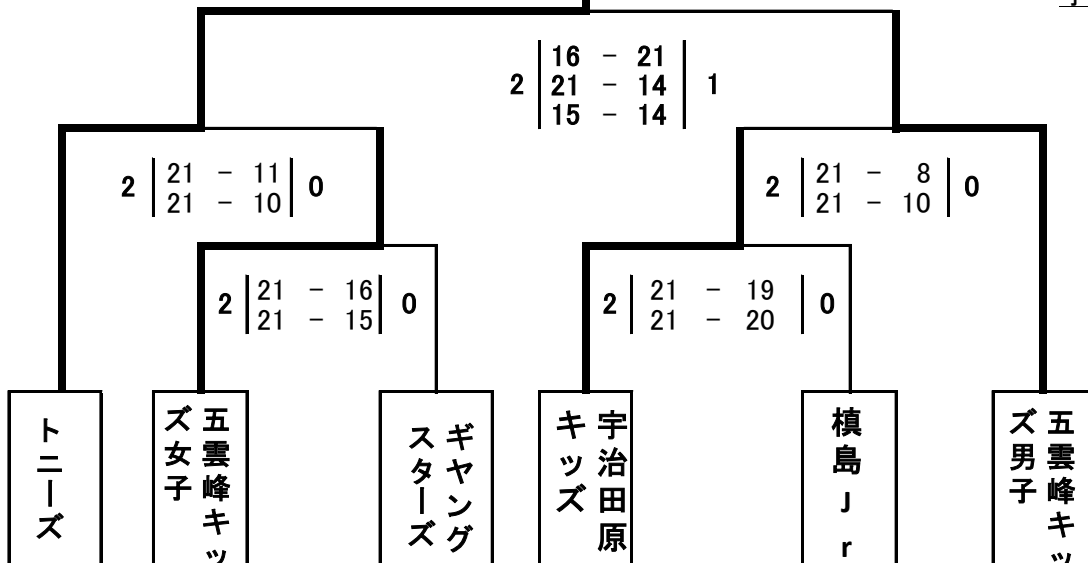 16 － 21
2 21 － 14 1
15 － 14
21 － 11
2 0
21 － 10
21 － 8
2 0
21 － 10
21 － 16
2 0
21 － 15
21 － 19
2 0
21 － 20
トニーズ
五雲峰キッ
ズ女子
ギヤング
スターズ
宇治田原
キッズ
槙島Jr
五雲峰キッ
ズ男子